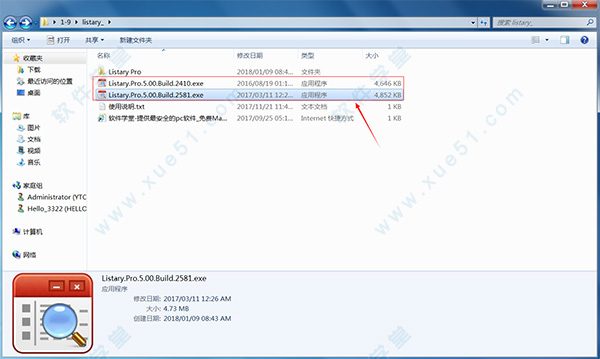 1-9 ▸ listary_
搜索 listary_
组织 打开 共享 新建文件夹
名称 修改日期 类型 大小
收藏夹
下载
最近访问的位置
桌面
库
图片
文档
视频
音乐
家庭组
Administrator (YTC
Hello_3322 (HELLO
计算机
网络
Listary Pro 2018/01/09 08:4... 文件夹
Listary.Pro.5.00.Build.2410.exe 2016/08/19 01:1... 应用程序 4,646 KB
Listary.Pro.5.00.Build.2581.exe 2017/03/11 12:2... 应用程序 4,852 KB
使用说明.txt 2017/11/21 11:4... 文本文档 1 KB
软件学堂-提供最安全的pc软件_免费Ma... 2017/09/25 05:1... Internet 快捷方式 1 KB
软件学堂
www.xue51.com
Listary.Pro.5.00.Build.2581.exe
应用程序
修改日期: 2017/03/11 12:26 AM
大小: 4.73 MB
创建日期: 2018/01/09 08:43 AM